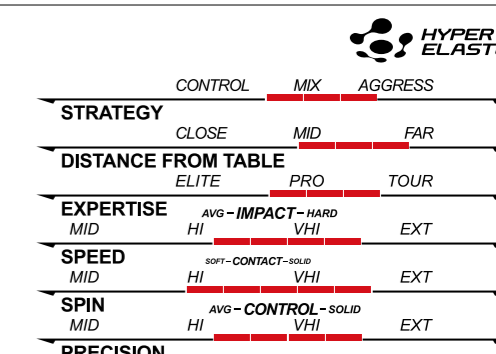 HYPER
CONTROL MIX AGGRESS
STRATEGY
CLOSE MID FAR
DISTANCE FROM TABLE
ELITE PRO TOUR
EXPERTISE AVG-IMPACT-HARD
MID HI VHI EXT
SPEED SOFT-CONTACT-SOLID
MID HI VHI EXT
SPIN AVG-CONTROL-SOLID
MID HI VHI EXT
PRECISION